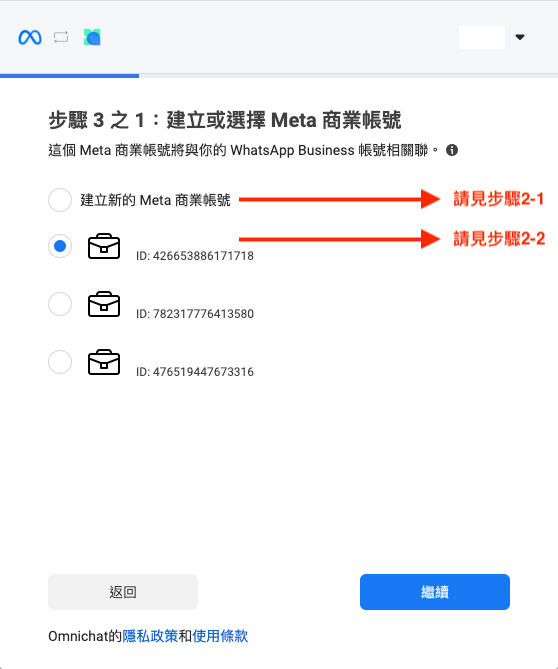 步驟 3 之 1：建立或選擇 Meta 商業帳號
這個 Meta 商業帳號將與你的 WhatsApp Business 帳號相關聯。
建立新的 Meta 商業帳號 請見步驟2-1
請見步驟2-2
ID: 426653886171718
ID: 782317776413580
ID: 476519447673316
返回 繼續
Omnichat的隱私政策和使用條款